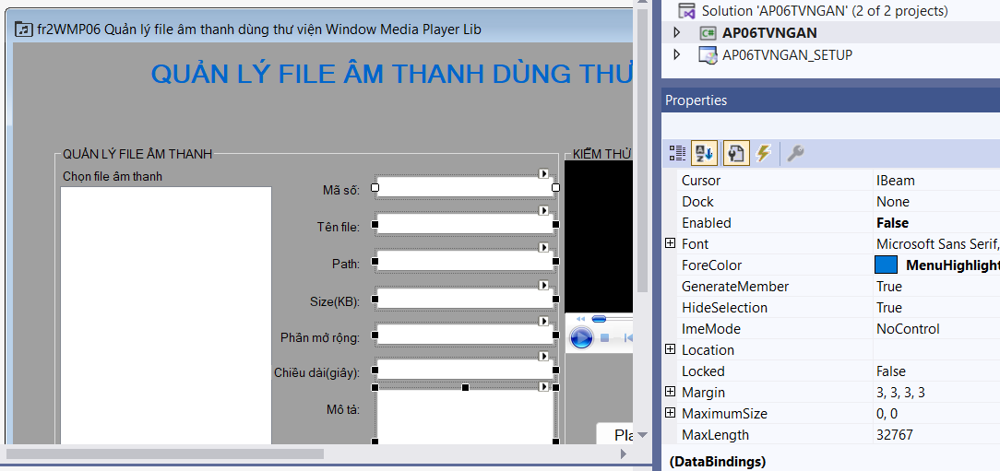 fr2WMP06 Quản lý file âm thanh dùng thư viện Window Media Player Lib
QUẢN LÝ FILE ÂM THANH DÙNG THƯ
QUẢN LÝ FILE ÂM THANH
Chọn file âm thanh
Mã số:
Tên file:
Path:
Size(KB):
Phần mở rộng:
Chiều dài(giây):
Mô tả:
KIỂM THỬ
Pla
Solution 'AP06TVNGAN' (2 of 2 projects)
C# AP06TVNGAN
AP06TVNGAN_SETUP
Properties
Cursor IBeam
Dock None
Enabled False
Font Microsoft Sans Serif,
ForeColor MenuHighlight
GenerateMember True
HideSelection True
ImeMode NoControl
Location
Locked False
Margin 3, 3, 3, 3
MaximumSize 0, 0
MaxLength 32767
(DataBindings)